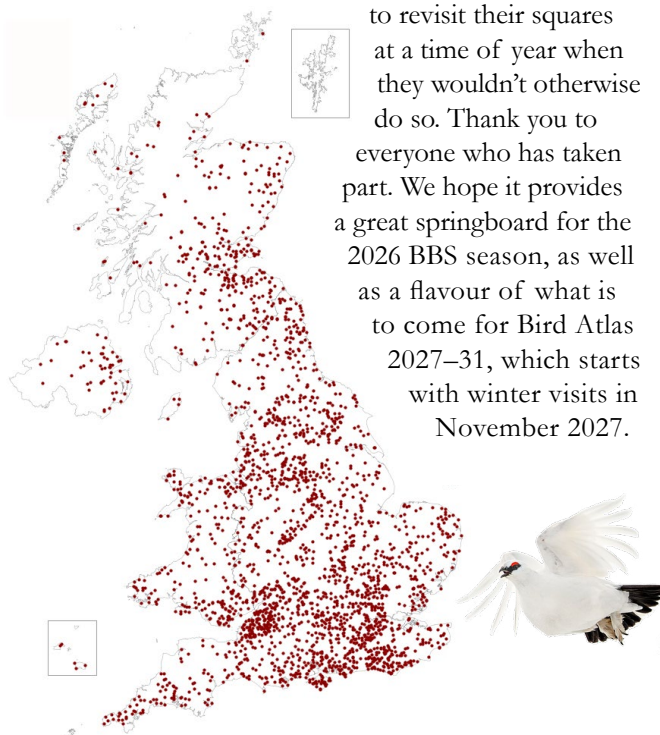 to revisit their squares
at a time of year when
they wouldn’t otherwise
do so. Thank you to
everyone who has taken
part. We hope it provides
a great springboard for the
2026 BBS season, as well
as a flavour of what is
to come for Bird Atlas
2027–31, which starts
with winter visits in
November 2027.